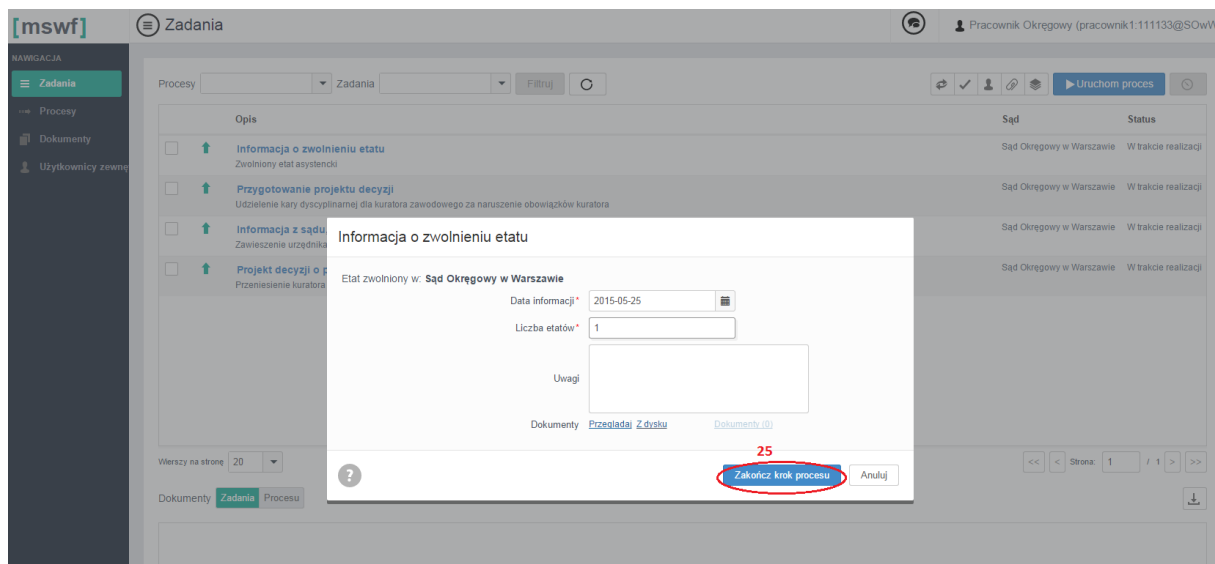 [mswf]
Zadania
Pracownik Okręgowy (pracownik1:111133@SOwW
NAWIGACJA
Zadania
Procesy
Dokumenty
Użytkownicy zewnę
Procesy
Zadania
Filtruj
Uruchom proces
Opis
Sąd
Status
Informacja o zwolnieniu etatu
Sąd Okręgowy w Warszawie
W trakcie realizacji
Zwolniony etat asystencki
Przygotowanie projektu decyzji
Sąd Okręgowy w Warszawie
W trakcie realizacji
Udzielenie kary dyscyplinarnej dla kuratora zawodowego za naruszenie obowiązków kuratora
Informacja z sądu
Sąd Okręgowy w Warszawie
W trakcie realizacji
Zawieszenie urzędnika
Projekt decyzji o p
Sąd Okręgowy w Warszawie
W trakcie realizacji
Przeniesienie kuratora
Informacja o zwolnieniu etatu
Etat zwolniony w: Sąd Okręgowy w Warszawie
Data informacji * 2015-05-25
Liczba etatów * 1
Uwagi
Dokumenty Przeglądaj Z dysku Dokumenty (0)
25
? Zakończ krok procesu Anuluj
Wierszy na stronę 20
<< < Strona: 1 / 1 > >>
Dokumenty Zadania Procesu